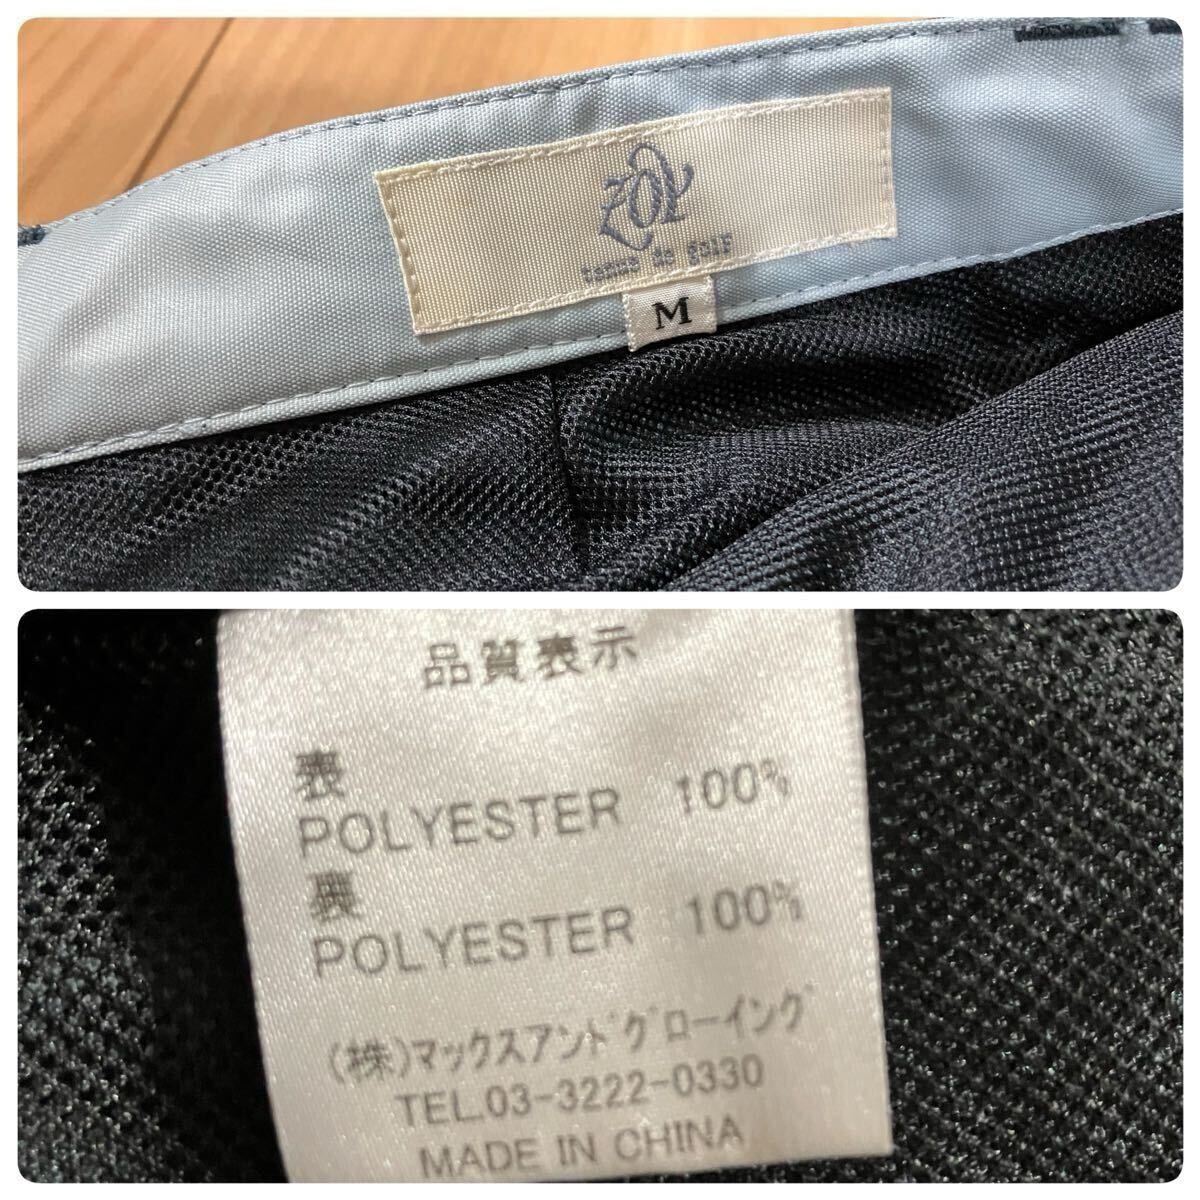 ZOY
tenue de golF
M
品質表示
表
POLYESTER 100%
裏
POLYESTER 100%
(株)マックスアンドグローイング
TEL.03-3222-0330
MADE IN CHINA